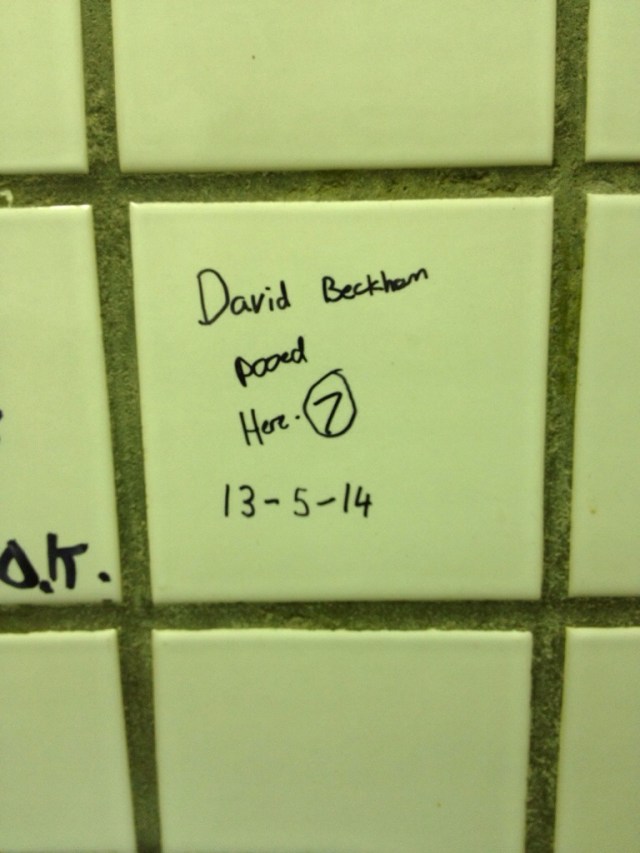 David Beckham
pooed
Here. 7
13-5-14
D.K.